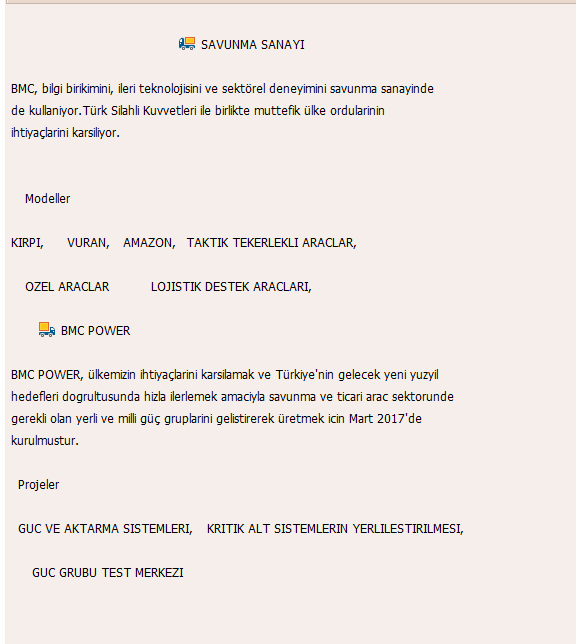 SAVUNMA SANAYI
BMC, bilgi birikimini, ileri teknolojisini ve sektörel deneyimini savunma sanayinde
de kullaniyor.Türk Silahli Kuvvetleri ile birlikte muttefik ülke ordularinin
ihtiyaçlarini karsiliyor.
Modeller
KIRPI, VURAN, AMAZON, TAKTIK TEKERLEKLI ARACLAR,
OZEL ARACLAR LOJISTIK DESTEK ARACLARI,
BMC POWER
BMC POWER, ülkemizin ihtiyaçlarini karsilamak ve Türkiye'nin gelecek yeni yuzyil
hedefleri dogrultusunda hizla ilerlemek amaciyla savunma ve ticari arac sektorunde
gerekli olan yerli ve milli güç gruplarini gelistirerek üretmek icin Mart 2017'de
kurulmustur.
Projeler
GUC VE AKTARMA SISTEMLERI, KRITIK ALT SISTEMLERIN YERLILESTIRILMESI,
GUC GRUBU TEST MERKEZI